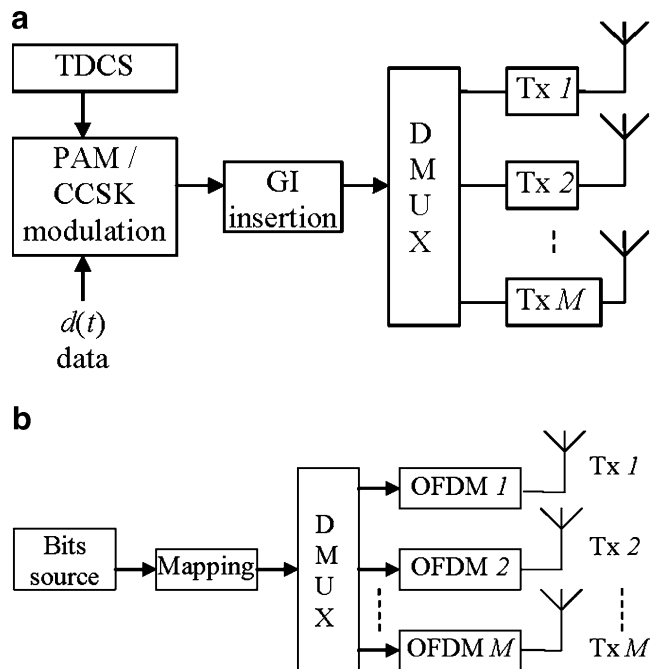 a
TDCS
PAM /
CCSK
modulation
d(t)
data
GI
insertion
D
M
U
X
Tx 1
Tx 2
Tx M
b
Bits
source
Mapping
D
M
U
X
OFDM 1
OFDM 2
OFDM M
Tx 1
Tx 2
Tx M